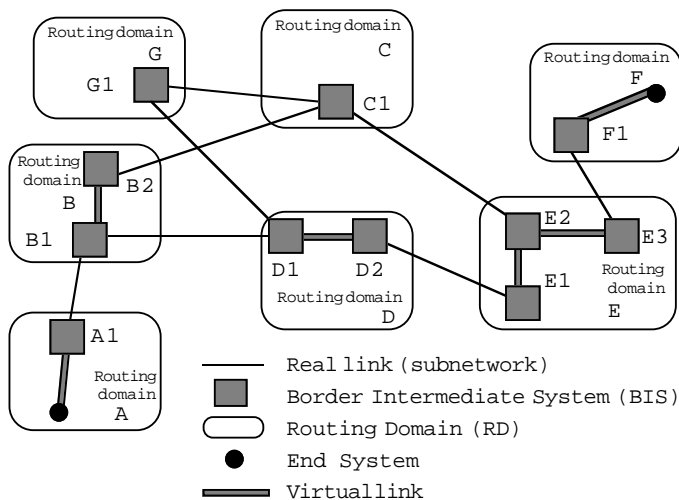 Routing domain
G
G1
Routing domain
C
C1
Routing domain
F
F1
Routing
domain
B
B2
B1
D1
D2
Routing domain
D
E2
E3
E1
Routing
domain
E
A1
Routing
domain
A
Real link (subnetwork)
Border Intermediate System (BIS)
Routing Domain (RD)
End System
Virtual link